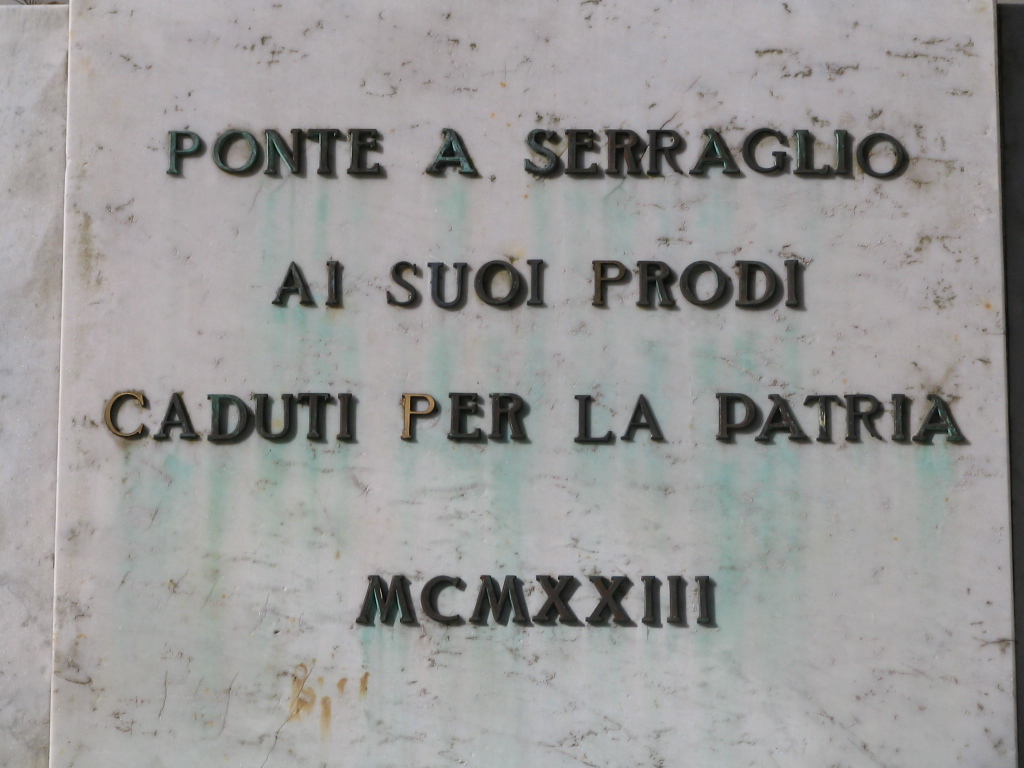 PONTE A SERRAGLIO
AI SUOI PRODI
CADUTI PER LA PATRIA
MCMXXIII